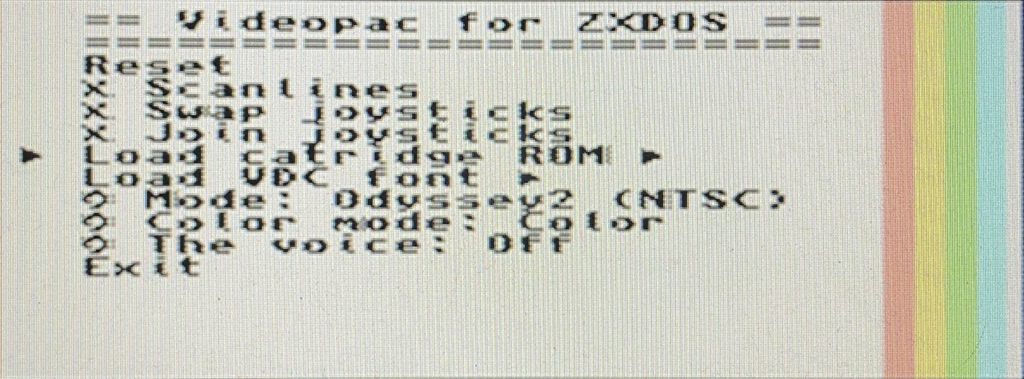 == Videopac for ZXDOS ==
=========================
Reset
X Scanlines
X Swap Joysticks
X Join Joysticks
Load cartridge ROM ►
Load VDC font ►
O Mode: Odyssey2 (NTSC)
O Color mode: Color
O The voice: Off
Exit